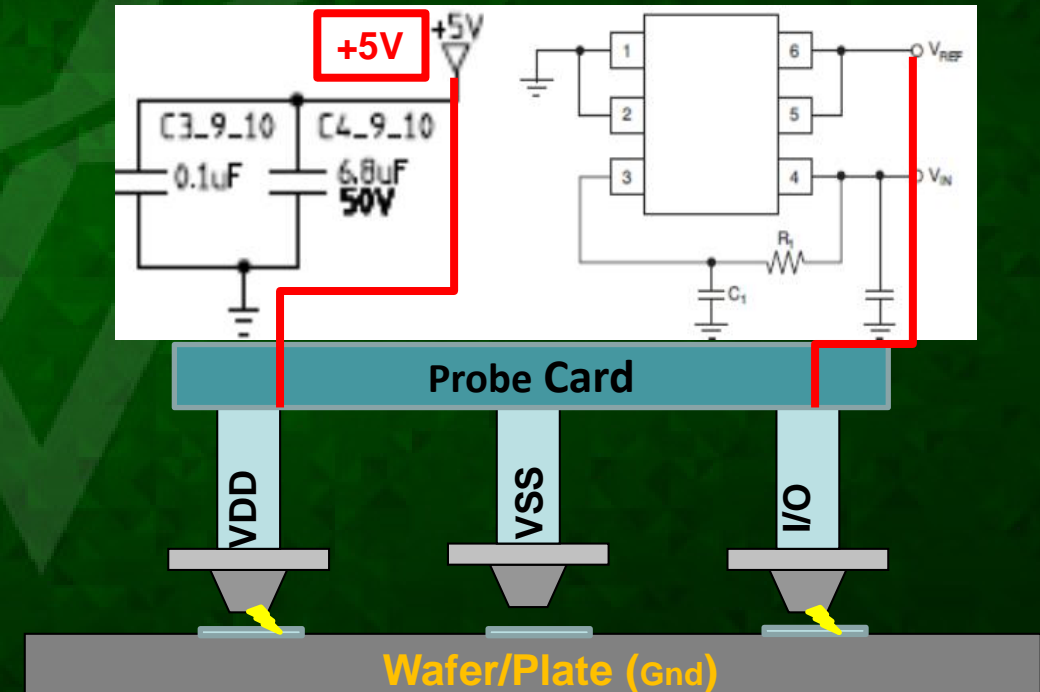 +5V
+5V
C3_9_10
C4_9_10
0.1uF
6.8uF
50V
1
2
3
6
5
4
VREF
VIN
R1
C1
Probe Card
VDD
VSS
I/O
Wafer/Plate (Gnd)